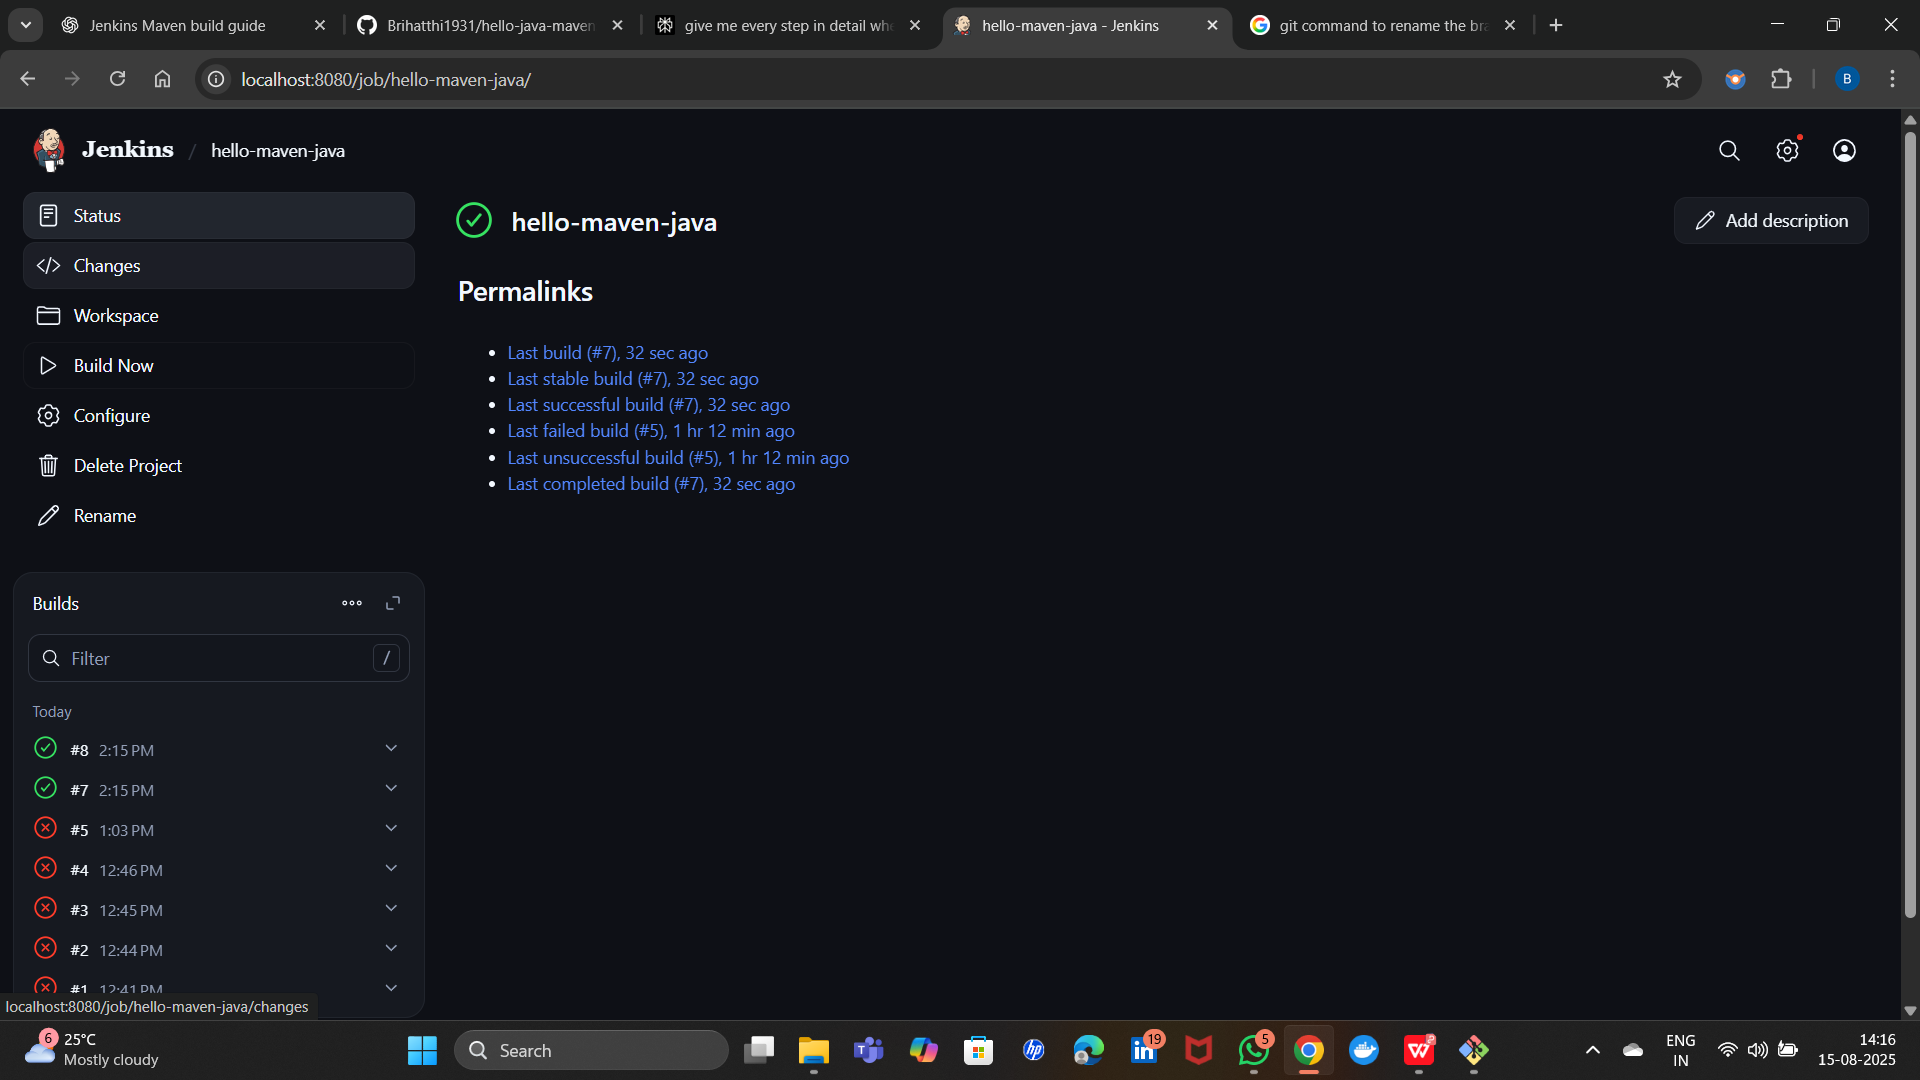 Jenkins Maven build guide
Brihatthi1931/hello-java-maven
give me every step in detail whe
hello-maven-java - Jenkins
git command to rename the bra
localhost:8080/job/hello-maven-java/
B
Jenkins / hello-maven-java
Status
Changes
Workspace
Build Now
Configure
Delete Project
Rename
hello-maven-java
Add description
Permalinks
Last build (#7), 32 sec ago
Last stable build (#7), 32 sec ago
Last successful build (#7), 32 sec ago
Last failed build (#5), 1 hr 12 min ago
Last unsuccessful build (#5), 1 hr 12 min ago
Last completed build (#7), 32 sec ago
Builds
Filter /
Today
#8 2:15 PM
#7 2:15 PM
#5 1:03 PM
#4 12:46 PM
#3 12:45 PM
#2 12:44 PM
#1 12:41 PM
localhost:8080/job/hello-maven-java/changes
6
25°C
Mostly cloudy
Search
T
hp
in
19
5
W
ENG
IN
14:16
15-08-2025